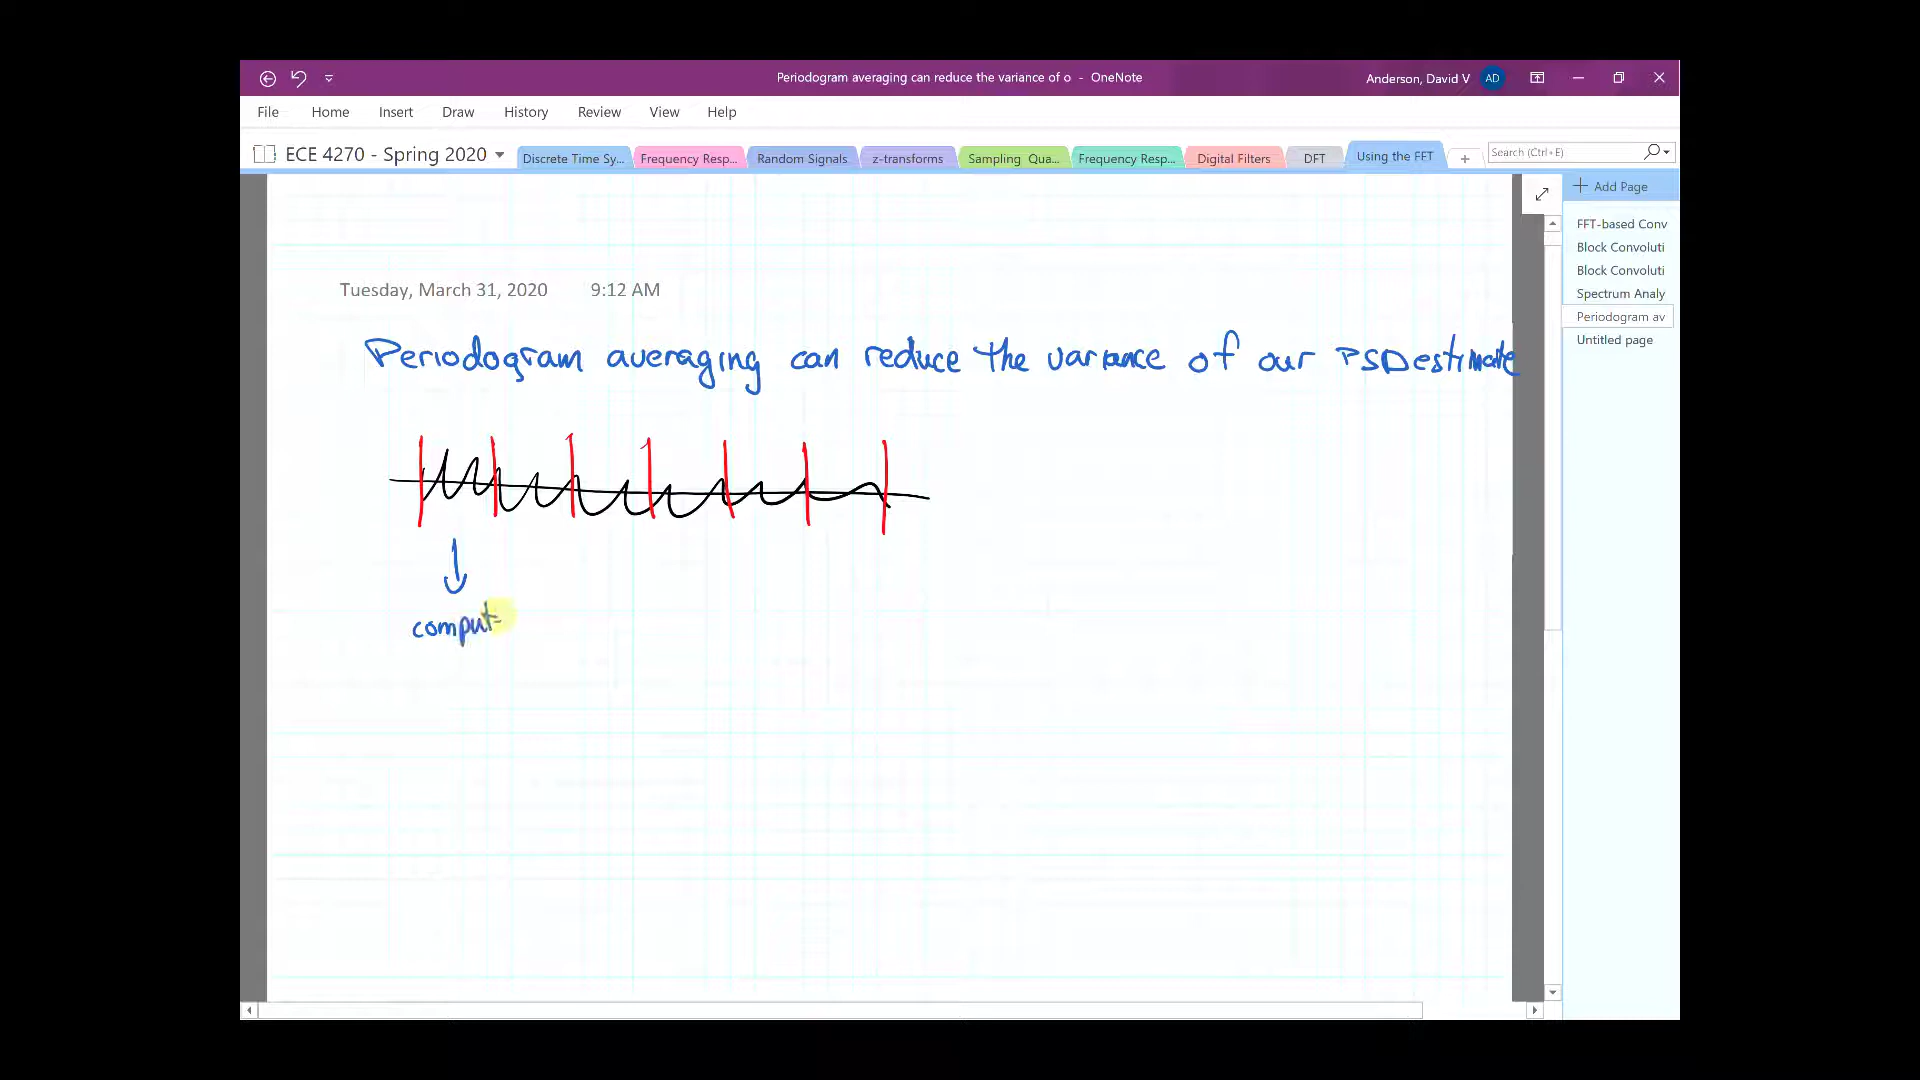 Periodogram averaging can reduce the variance of o - OneNote
Anderson, David V AD
File Home Insert Draw History Review View Help
ECE 4270 - Spring 2020
Discrete Time Sy... Frequency Resp... Random Signals z-transforms Sampling Qua... Frequency Resp... Digital Filters DFT Using the FFT
Search (Ctrl+E)
Add Page
FFT-based Conv
Block Convoluti
Block Convoluti
Spectrum Analy
Periodogram av
Untitled page
Tuesday, March 31, 2020 9:12 AM
Periodogram averaging can reduce the variance of our PSD estimate
comput